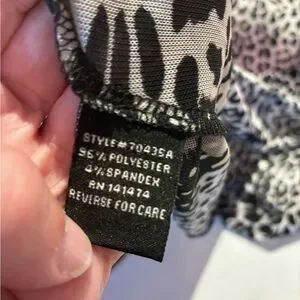 STYLE# 70435A
96% POLYESTER
4% SPANDEX
RN 141474
REVERSE FOR CARE